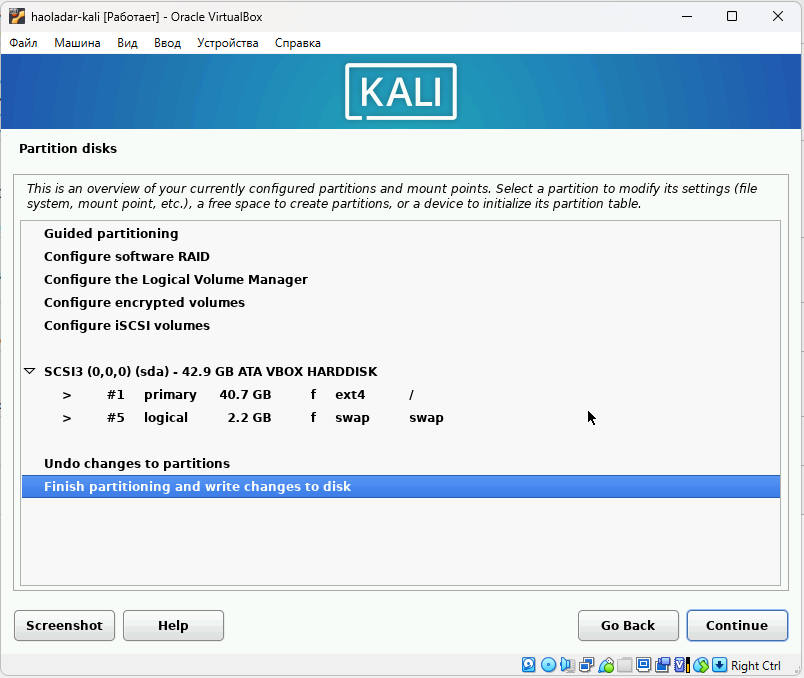 haoladar-kali [Работает] - Oracle VirtualBox
Файл Машина Вид Ввод Устройства Справка
KALI
Partition disks
This is an overview of your currently configured partitions and mount points. Select a partition to modify its settings (file
system, mount point, etc.), a free space to create partitions, or a device to initialize its partition table.
Guided partitioning
Configure software RAID
Configure the Logical Volume Manager
Configure encrypted volumes
Configure iSCSI volumes
SCSI3 (0,0,0) (sda) - 42.9 GB ATA VBOX HARDDISK
> #1 primary 40.7 GB f ext4 /
> #5 logical 2.2 GB f swap swap
Undo changes to partitions
Finish partitioning and write changes to disk
Screenshot Help Go Back Continue
Right Ctrl